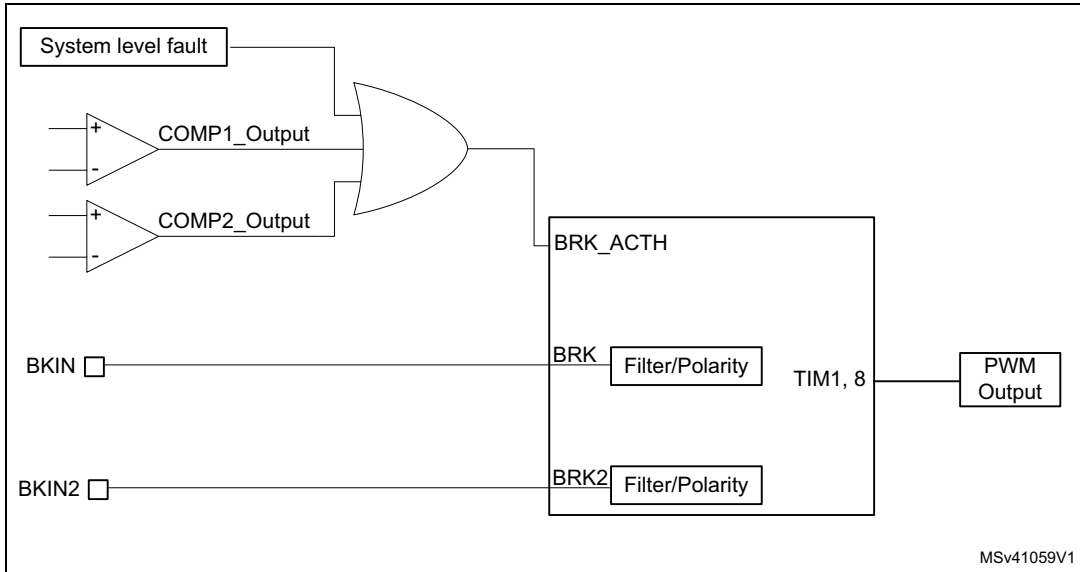 System level fault
+
COMP1_Output
-
+
COMP2_Output
-
BRK_ACTH
BKIN
BRK
Filter/Polarity
TIM1, 8
PWM
Output
BKIN2
BRK2
Filter/Polarity
MSv41059V1